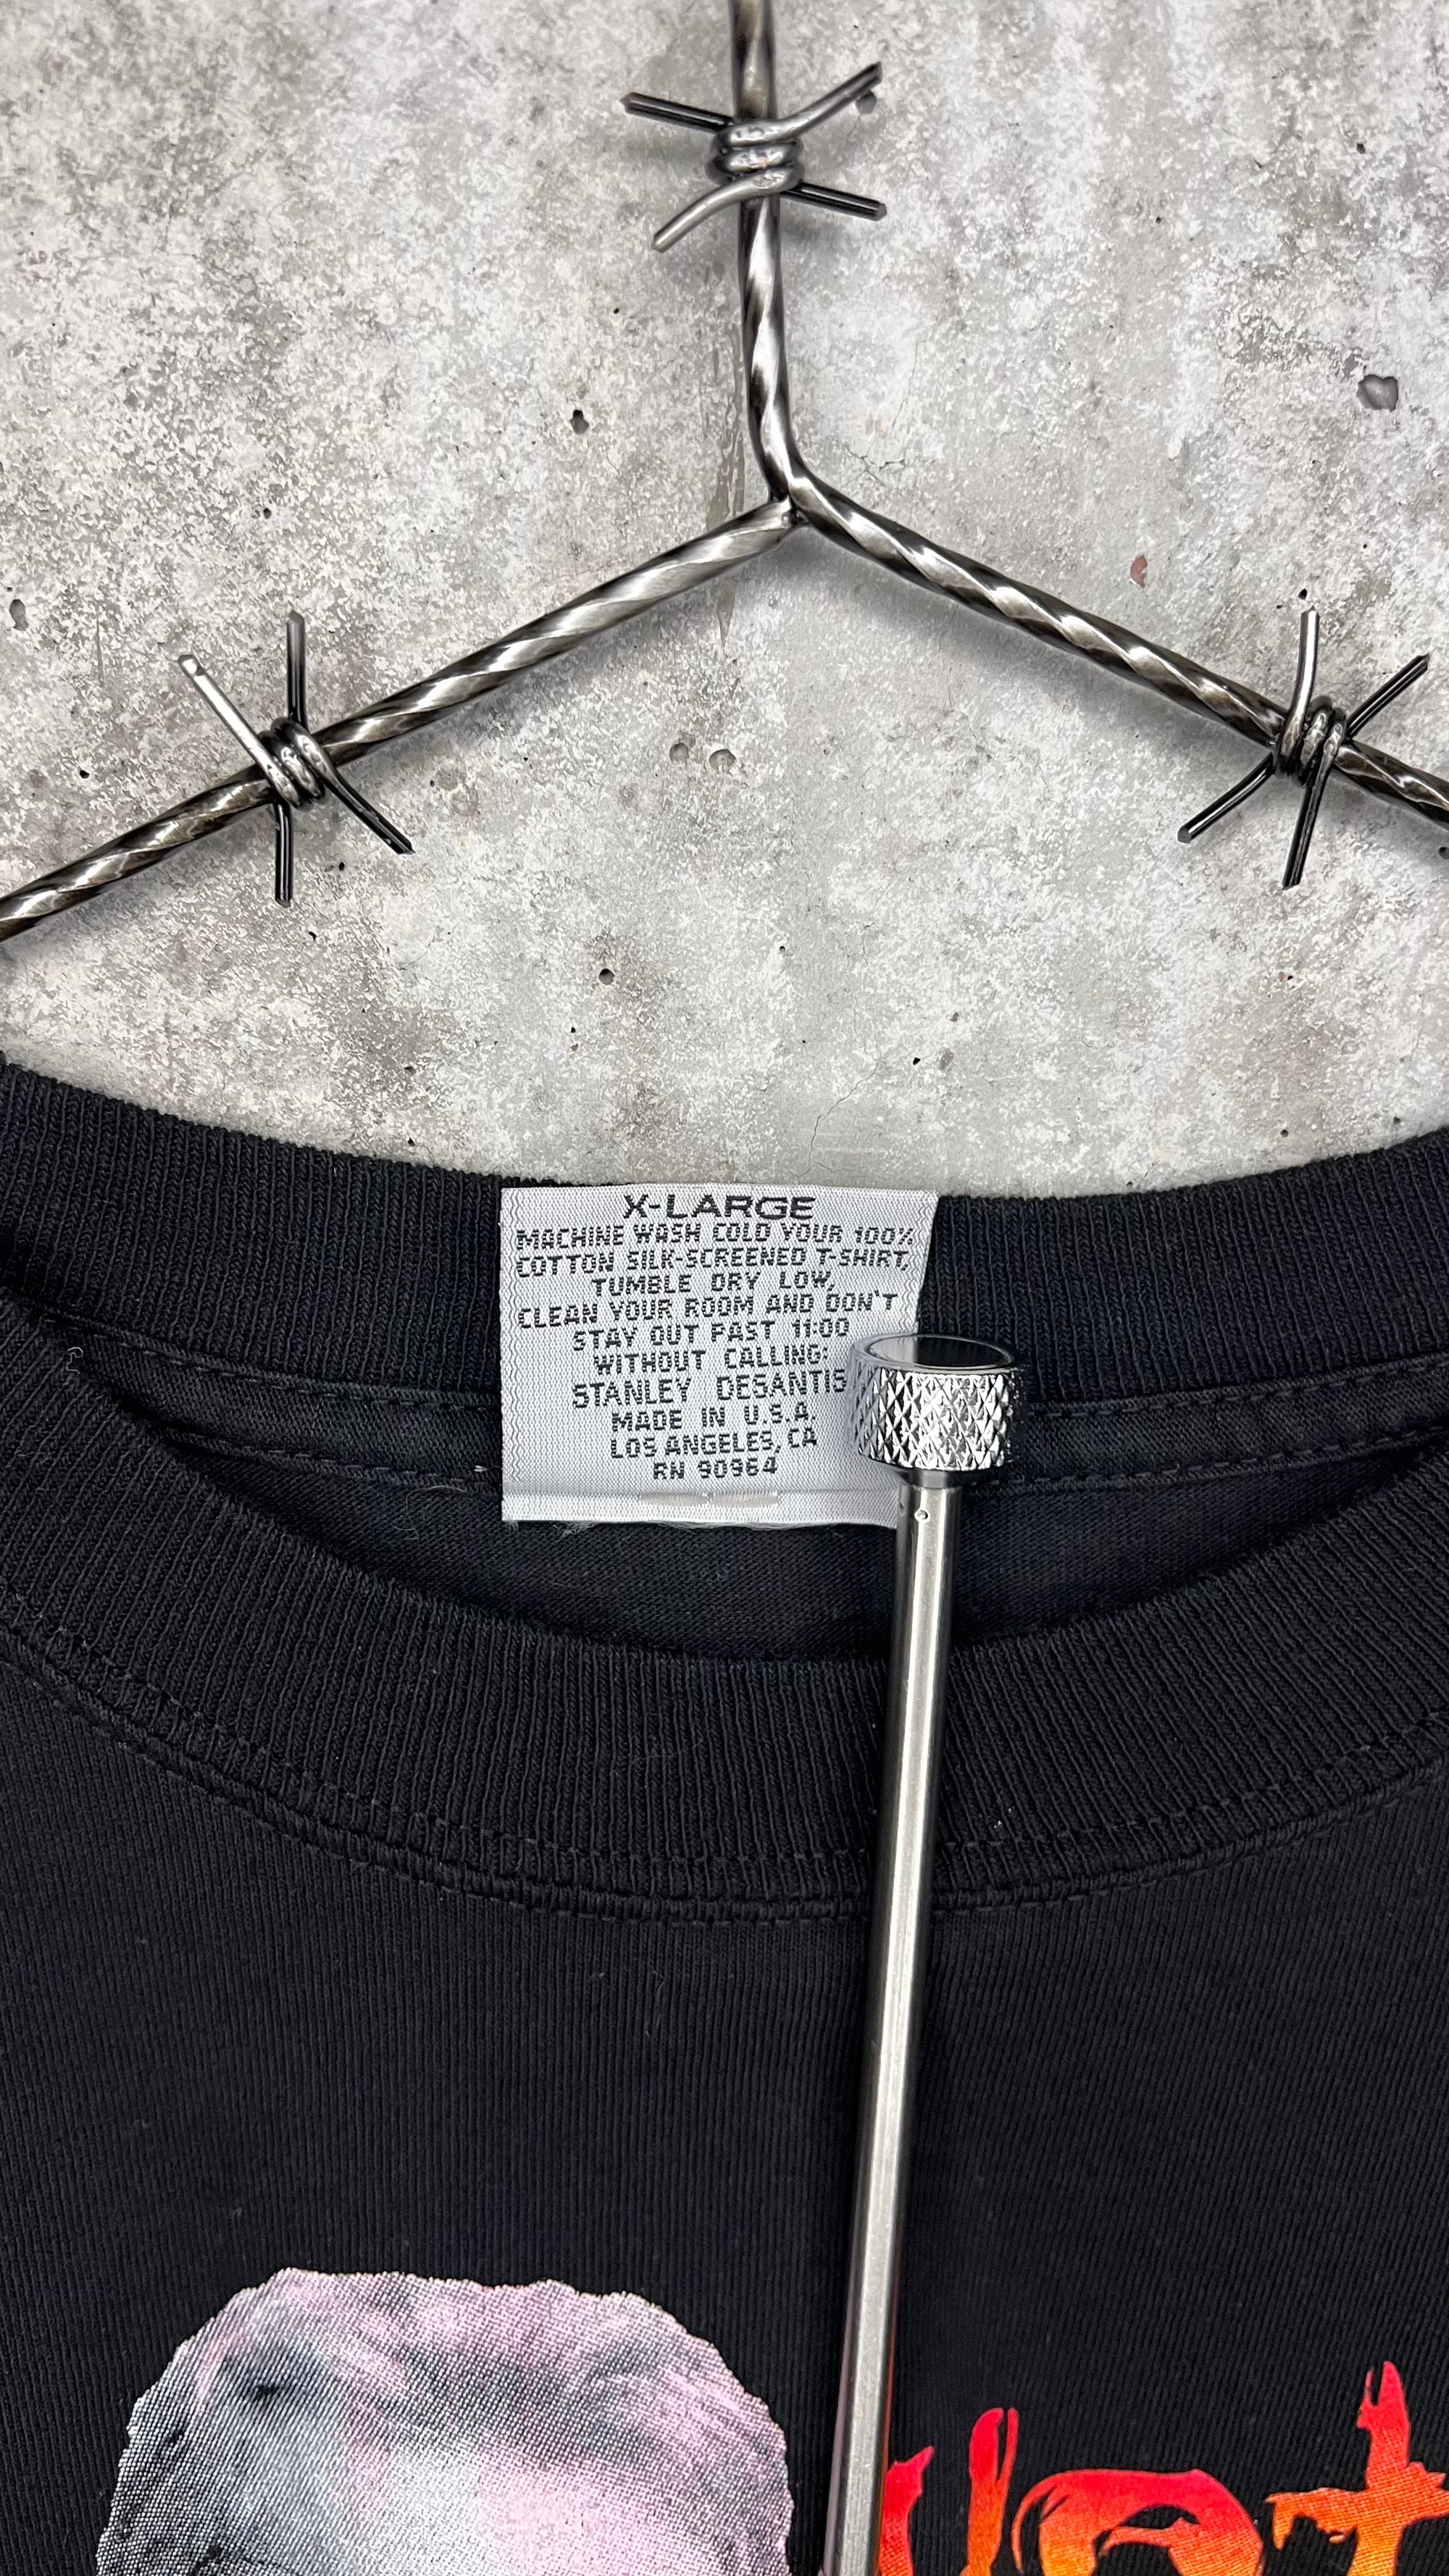 X-LARGE
MACHINE WASH COLD YOUR 100%
COTTON SILK-SCREENED T-SHIRT,
TUMBLE DRY LOW,
CLEAN YOUR ROOM AND DON'T
STAY OUT PAST 11:00
WITHOUT CALLING:
STANLEY DESANTIS
MADE IN U.S.A.
LOS ANGELES, CA
RN 90964